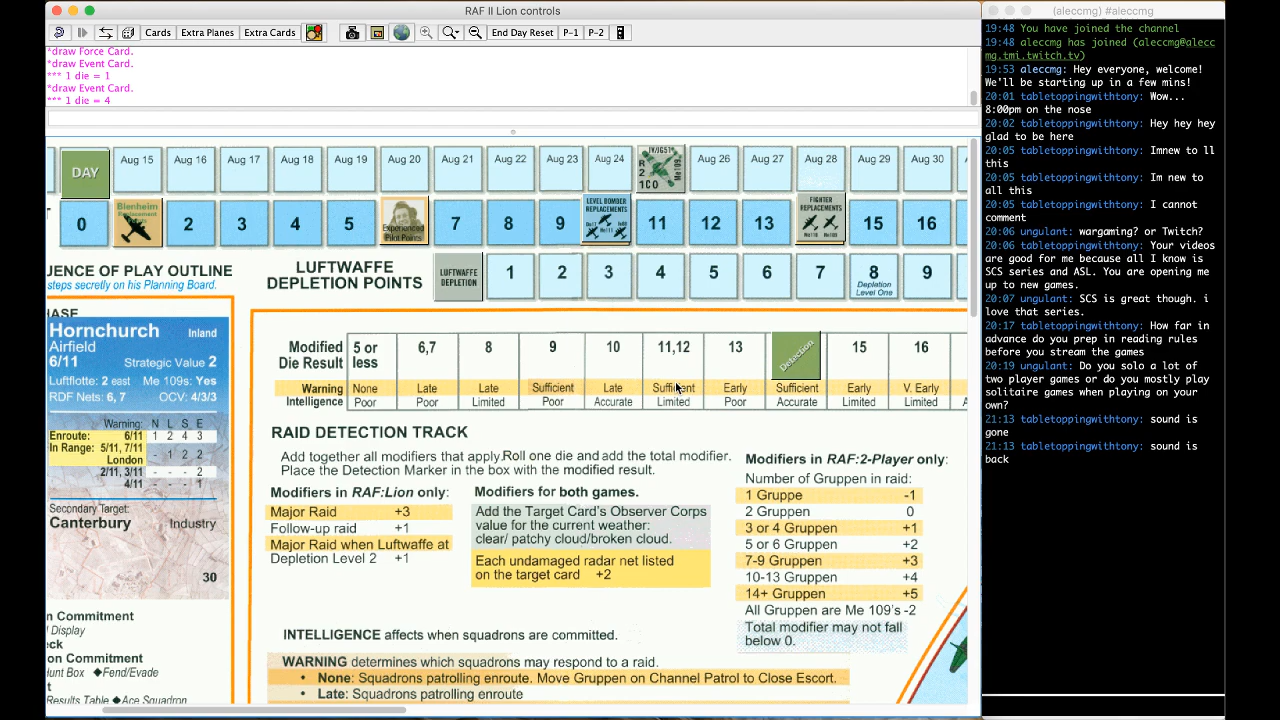 RAF II Lion controls
Cards
Extra Planes
Extra Cards
End Day Reset
P-1
P-2
*draw Force Card.
*draw Event Card.
*** 1 die = 1
*draw Event Card.
*** 1 die = 4
DAY
Aug 15
Aug 16
Aug 17
Aug 18
Aug 19
Aug 20
Aug 21
Aug 22
Aug 23
Aug 24
IV/JG51
R
2
1C0
Me109
Aug 26
Aug 27
Aug 28
Aug 29
Aug 30
0
Blenheim
Replacement
2
3
4
5
Experienced
Pilot Points
7
8
9
LEVEL BOMBER
REPLACEMENTS
11
12
13
FIGHTER
REPLACEMENTS
15
16
UENCE OF PLAY OUTLINE
steps secretly on his Planning Board.
LUFTWAFFE
DEPLETION POINTS
LUFTWAFFE
DEPLETION
1
2
3
4
5
6
7
8
Depletion
Level One
9
HASE
Hornchurch
Inland
Airfield
6/11
Strategic Value 2
Luflotte: 2 east Me 109s: Yes
RDF Nets: 6, 7 OCV: 4/3/3
Warning: N L S E
Enroute: 6/11 1 2 4 3
In Range: 5/11, 7/11 - 1 2 2
London
2/11, 3/11 - - - 2
4/11 - - - 1
Secondary Target:
Canterbury Industry
30
n Commitment
l Display
eck
on Commitment
Hunt Box ◆Fend/Evade
t
Results Table ◆Ace Squadron
Modified
Die Result
5 or
less
6,7
8
9
10
11,12
13
Detection
15
16
Warning None Late Late Sufficient Late Sufficient Early Sufficient Early V. Early
Intelligence Poor Poor Limited Poor Accurate Limited Poor Accurate Limited Accurate
RAID DETECTION TRACK
Add together all modifiers that apply.Roll one die and add the total modifier.
Place the Detection Marker in the box with the modified result.
Modifiers in RAF:Lion only:
Major Raid +3
Follow-up raid +1
Major Raid when Luftwaffe at
Depletion Level 2 +1
Modifiers for both games.
Add the Target Card's Observer Corps
value for the current weather:
clear/ patchy cloud/broken cloud.
Each undamaged radar net listed
on the target card +2
Modifiers in RAF:2-Player only:
Number of Gruppen in raid:
1 Gruppe -1
2 Gruppen 0
3 or 4 Gruppen +1
5 or 6 Gruppen +2
7-9 Gruppen +3
10-13 Gruppen +4
14+ Gruppen +5
All Gruppen are Me 109's -2
Total modifier may not fall
below 0.
INTELLIGENCE affects when squadrons are committed.
WARNING determines which squadrons may respond to a raid.
• None: Squadrons patrolling enroute. Move Gruppen on Channel Patrol to Close Escort.
• Late: Squadrons patrolling enroute
(aleccmg) #aleccmg
19:48 You have joined the channel
19:48 aleccmg has joined (aleccmg@alecc
mg.tmi.twitch.tv)
19:53 aleccmg: Hey everyone, welcome!
We'll be starting up in a few mins!
20:01 tabletoppingwithtony: Wow...
8:00pm on the nose
20:02 tabletoppingwithtony: Hey hey hey
glad to be here
20:05 tabletoppingwithtony: Imnew to ll
this
20:05 tabletoppingwithtony: Im new to
all this
20:05 tabletoppingwithtony: I cannot
comment
20:06 ungulant: wargaming? or Twitch?
20:06 tabletoppingwithtony: Your videos
are good for me because all I know is
SCS series and ASL. You are opening me
up to new games.
20:07 ungulant: SCS is great though. i
love that series.
20:17 tabletoppingwithtony: How far in
advance do you prep in reading rules
before you stream the games
20:19 ungulant: Do you solo a lot of
two player games or do you mostly play
solitaire games when playing on your
own?
21:13 tabletoppingwithtony: sound is
gone
21:13 tabletoppingwithtony: sound is
back